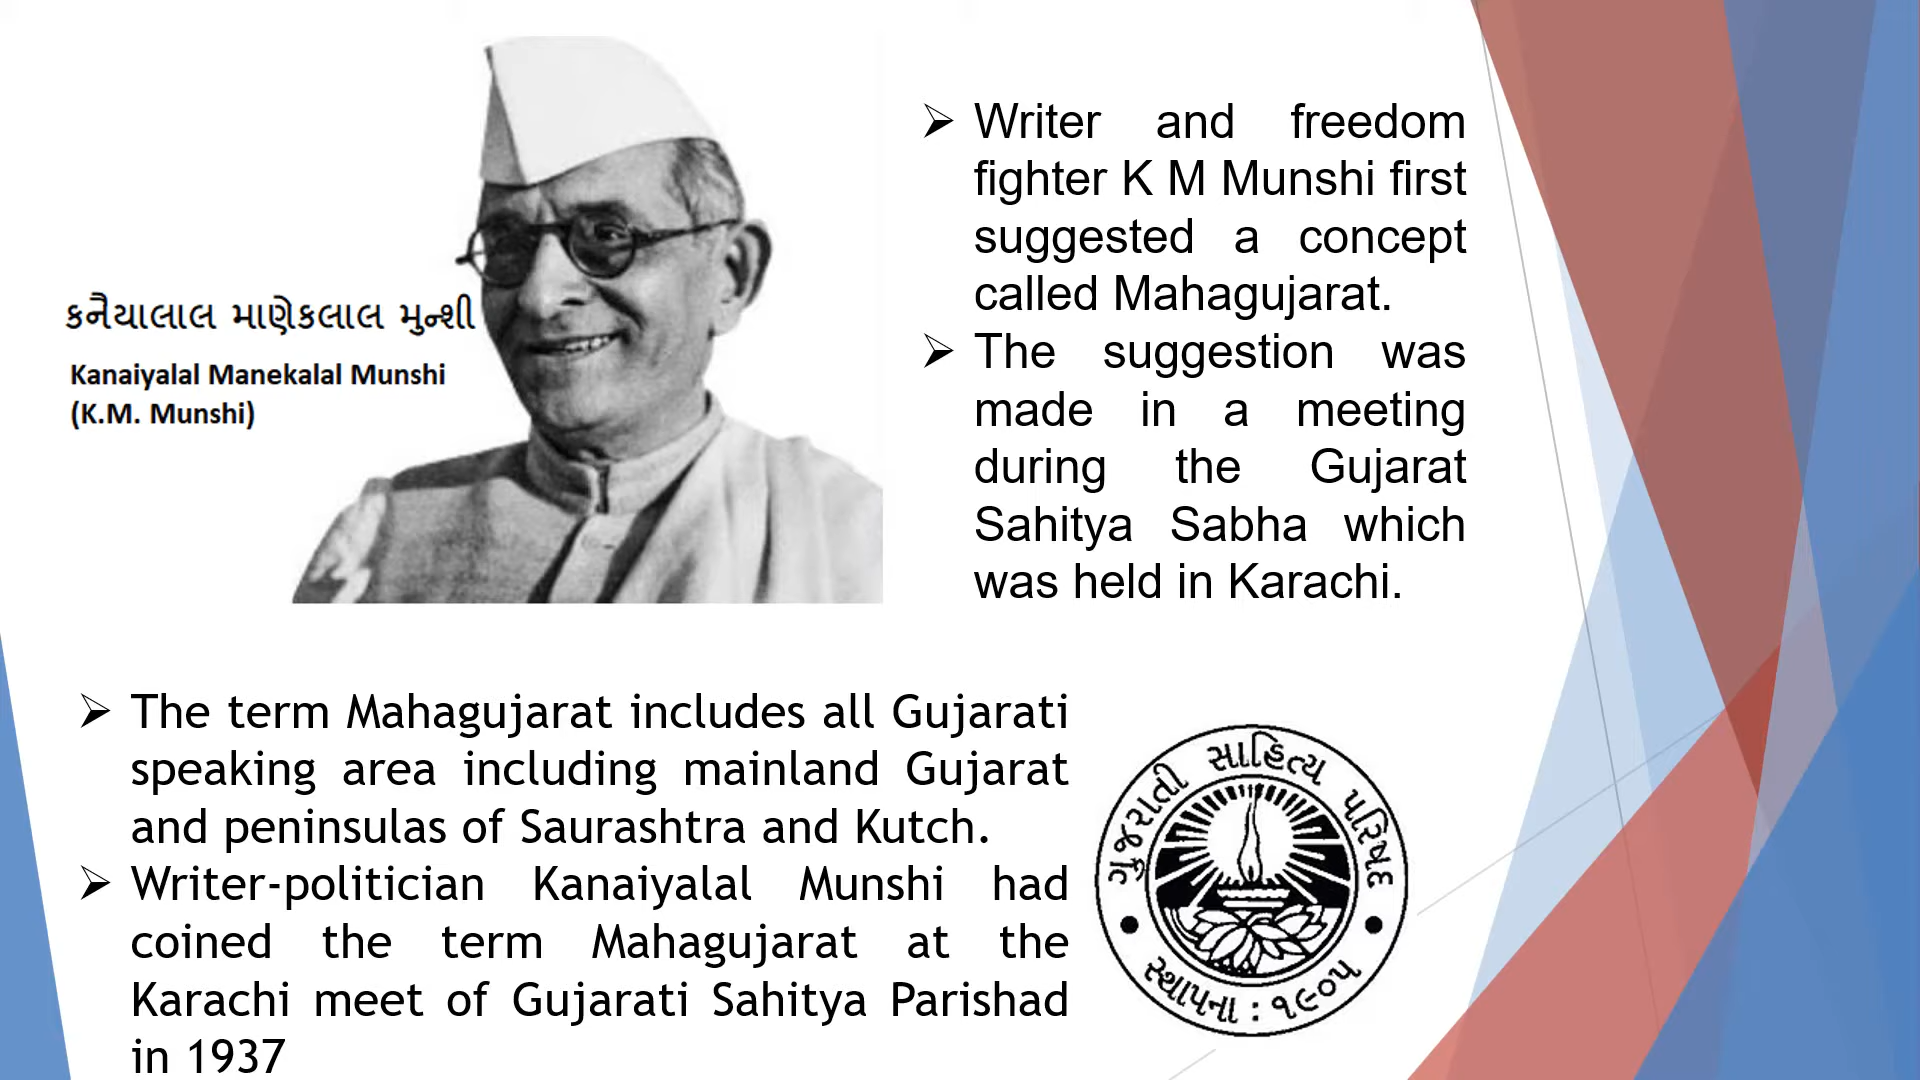 કનૈયાલાલ માણેકલાલ મુન્શી
Kanaiyalal Manekalal Munshi
(K.M. Munshi)
➢ Writer and freedom
fighter K M Munshi first
suggested a concept
called Mahagujarat.
➢ The suggestion was
made in a meeting
during the Gujarat
Sahitya Sabha which
was held in Karachi.
➢ The term Mahagujarat includes all Gujarati
speaking area including mainland Gujarat
and peninsulas of Saurashtra and Kutch.
➢ Writer-politician Kanaiyalal Munshi had
coined the term Mahagujarat at the
Karachi meet of Gujarati Sahitya Parishad
in 1937
ગુજરાતી સાહિત્ય પરિષદ
સ્થાપના : ૧૯૦૫